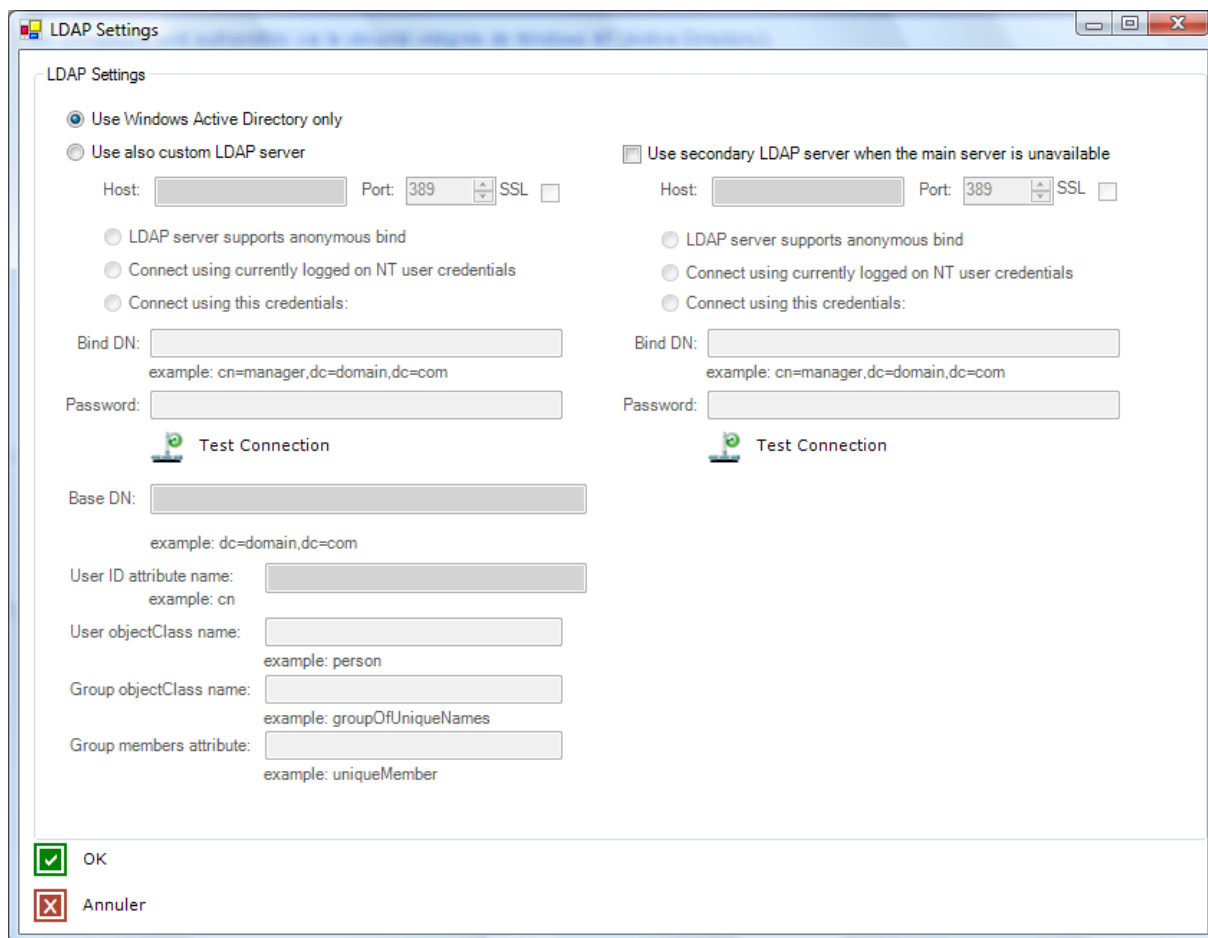 LDAP Settings
LDAP Settings
Use Windows Active Directory only
Use also custom LDAP server
Host:
Port: 389 SSL
LDAP server supports anonymous bind
Connect using currently logged on NT user credentials
Connect using this credentials:
Bind DN:
example: cn=manager,dc=domain,dc=com
Password:
Test Connection
Base DN:
example: dc=domain,dc=com
User ID attribute name:
example: cn
User objectClass name:
example: person
Group objectClass name:
example: groupOfUniqueNames
Group members attribute:
example: uniqueMember
Use secondary LDAP server when the main server is unavailable
Host:
Port: 389 SSL
LDAP server supports anonymous bind
Connect using currently logged on NT user credentials
Connect using this credentials:
Bind DN:
example: cn=manager,dc=domain,dc=com
Password:
Test Connection
OK
Annuler